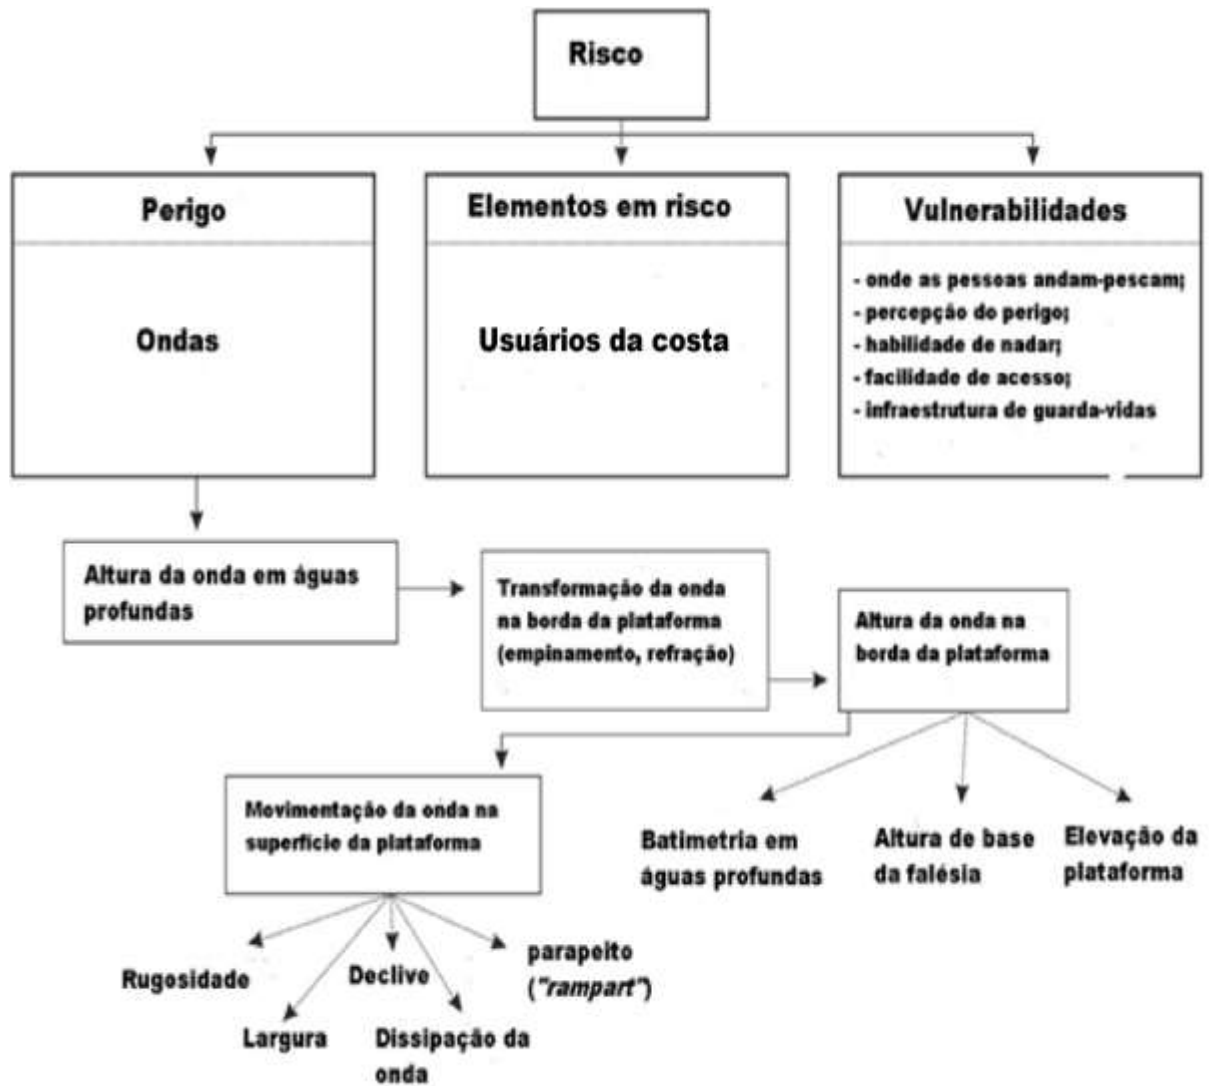 Risco
Perigo
Ondas
Elementos em risco
Usuários da costa
Vulnerabilidades
- onde as pessoas andam-pescam;
- percepção do perigo;
- habilidade de nadar;
- facilidade de acesso;
- infraestrutura de guarda-vidas
Altura da onda em águas
profundas
Transformação da onda
na borda da plataforma
(empinamento, refração)
Altura da onda na
borda da plataforma
Movimentação da onda na
superfície da plataforma
Batimetria em
águas profundas
Altura de base
da falésia
Elevação da
plataforma
Rugosidade
Largura
Declive
Dissipação da
onda
parapeito
("rampart")